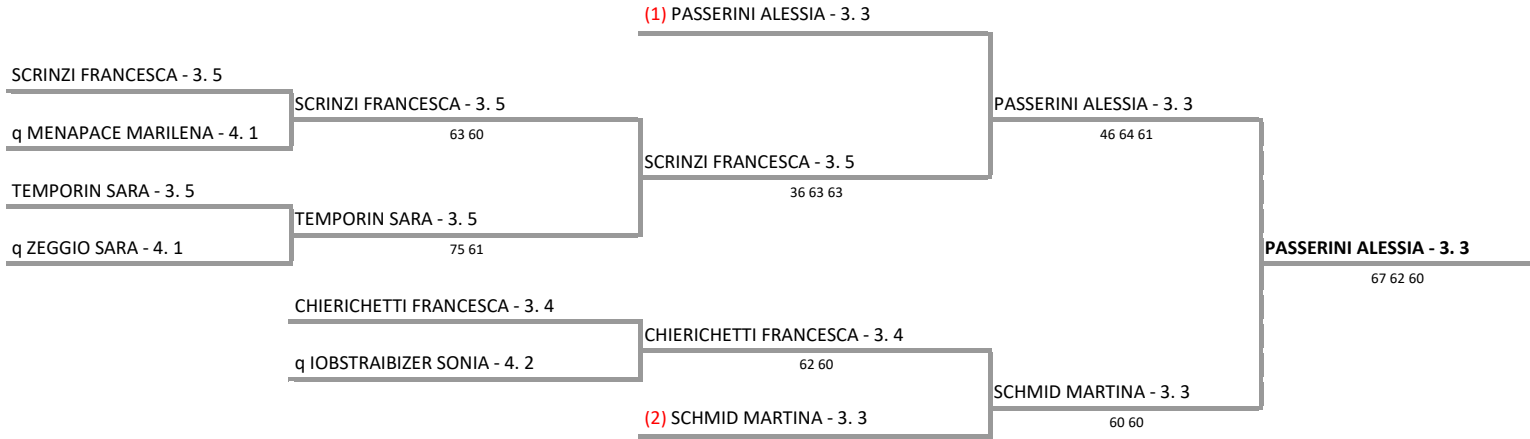 (1) PASSERINI ALESSIA - 3. 3
SCRINZI FRANCESCA - 3. 5
SCRINZI FRANCESCA - 3. 5
PASSERINI ALESSIA - 3. 3
q MENAPACE MARILENA - 4. 1
63 60
46 64 61
SCRINZI FRANCESCA - 3. 5
TEMPORIN SARA - 3. 5
36 63 63
TEMPORIN SARA - 3. 5
q ZEGGIO SARA - 4. 1
75 61
PASSERINI ALESSIA - 3. 3
67 62 60
CHIERICHETTI FRANCESCA - 3. 4
CHIERICHETTI FRANCESCA - 3. 4
q IOBSTRAIBIZER SONIA - 4. 2
62 60
SCHMID MARTINA - 3. 3
(2) SCHMID MARTINA - 3. 3
60 60